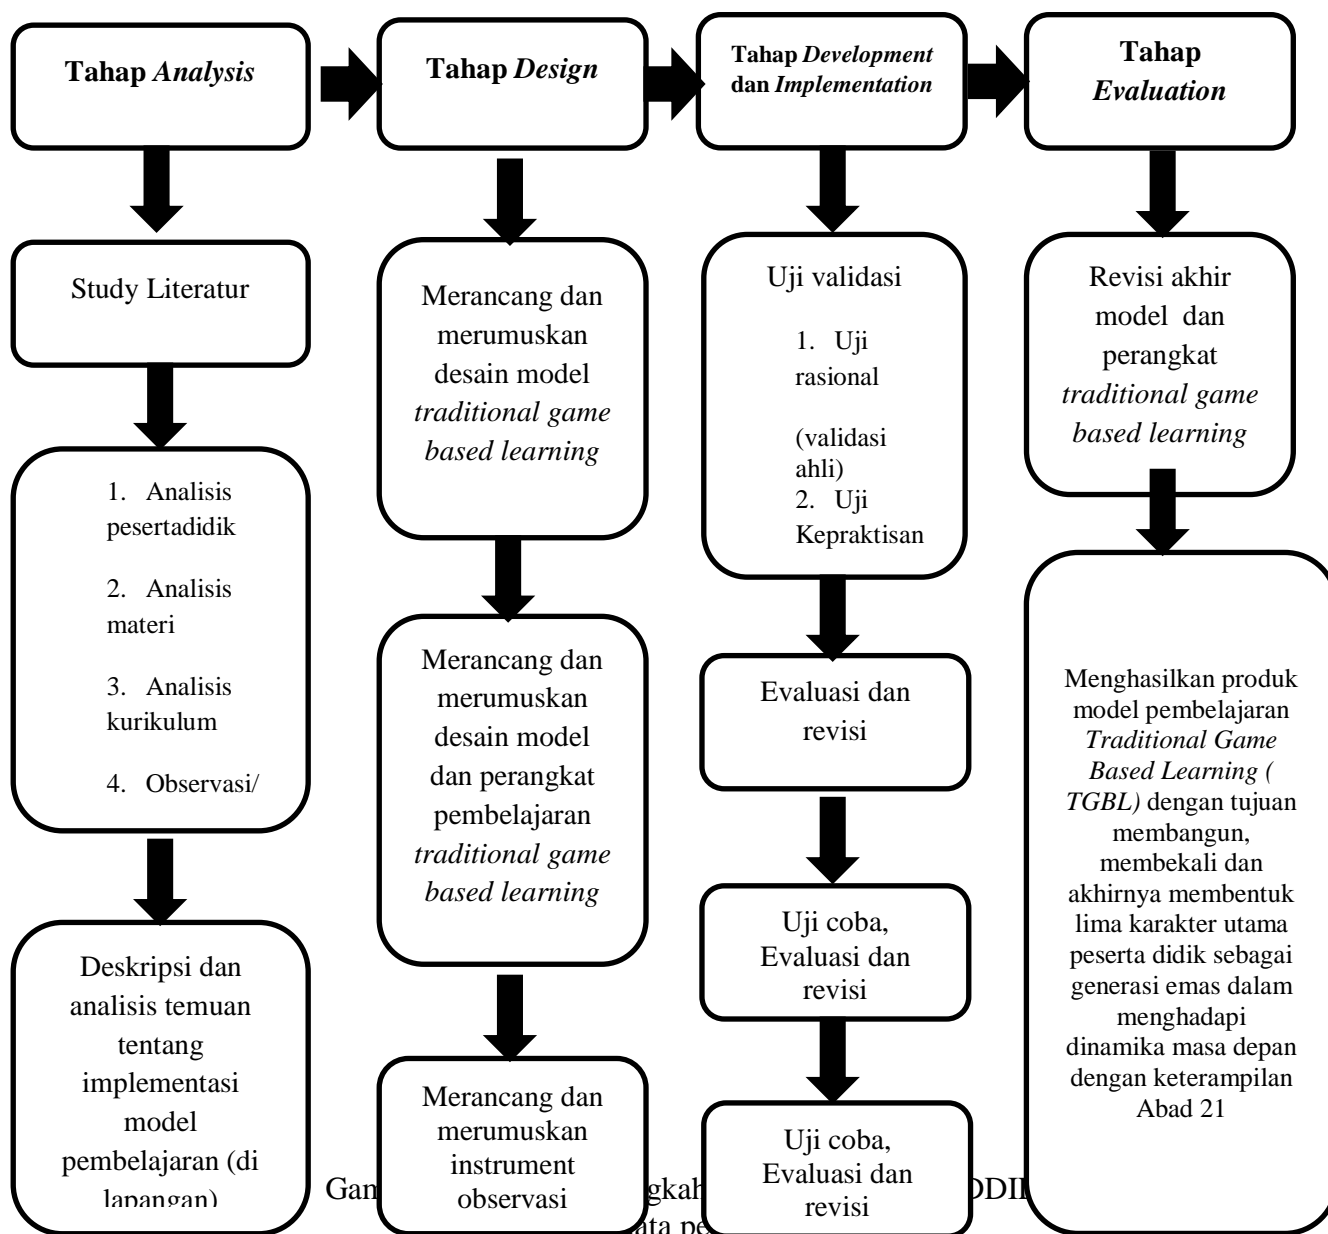 Tahap Analysis
Tahap Design
Tahap Development
dan Implementation
Tahap
Evaluation
Study Literatur
1. Analisis
pesertadidik
2. Analisis
materi
3. Analisis
kurikulum
4. Observasi/
Deskripsi dan
analisis temuan
tentang
implementasi
model
pembelajaran (di
lapangan)
Merancang dan
merumuskan
desain model
traditional game
based learning
Merancang dan
merumuskan
desain model
dan perangkat
pembelajaran
traditional game
based learning
Merancang dan
merumuskan
instrument
observasi
Uji validasi
1. Uji
rasional
(validasi
ahli)
2. Uji
Kepraktisan
Evaluasi dan
revisi
Uji coba,
Evaluasi dan
revisi
Uji coba,
Evaluasi dan
revisi
Revisi akhir
model dan
perangkat
traditional game
based learning
Menghasilkan produk
model pembelajaran
Traditional Game
Based Learning (
TGBL) dengan tujuan
membangun,
membekali dan
akhirnya membentuk
lima karakter utama
peserta didik sebagai
generasi emas dalam
menghadapi
dinamika masa depan
dengan keterampilan
Abad 21